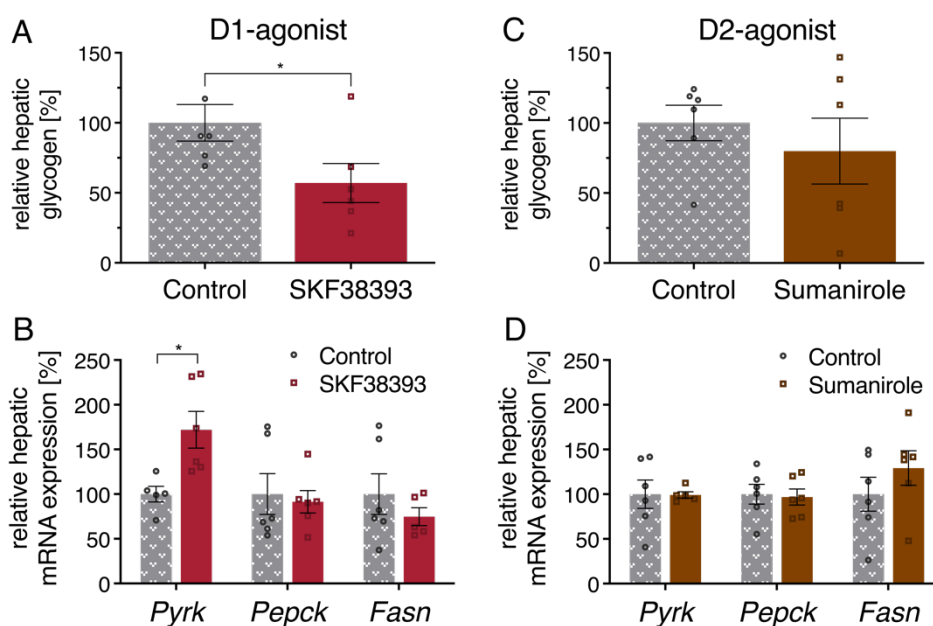 A
D1-agonist
relative hepatic
glycogen [%]
150
100
50
0
*
Control
SKF38393
C
D2-agonist
relative hepatic
glycogen [%]
150
100
50
0
Control
Sumanirole
B
relative hepatic
mRNA expression [%]
250
200
150
100
50
0
*
Control
SKF38393
Pyrk
Pepck
Fasn
D
relative hepatic
mRNA expression [%]
250
200
150
100
50
0
Control
Sumanirole
Pyrk
Pepck
Fasn